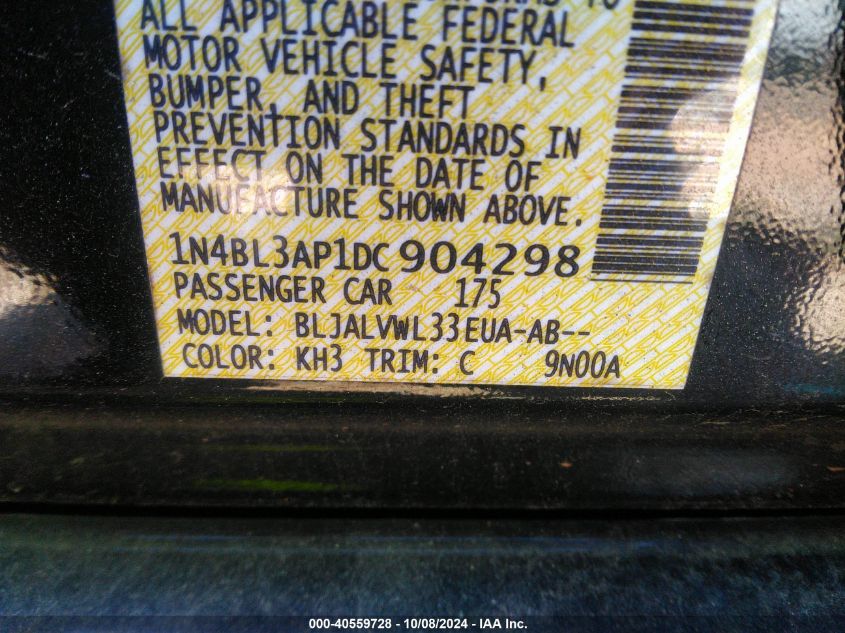 ALL APPLICABLE FEDERAL
MOTOR VEHICLE SAFETY,
BUMPER, AND THEFT
PREVENTION STANDARDS IN
EFFECT ON THE DATE OF
MANUFACTURE SHOWN ABOVE.
1N4BL3AP1DC904298
PASSENGER CAR 175
MODEL: BLJALVWL33EUA-AB--
COLOR: KH3 TRIM: C 9N00A
000-40559728 - 10/08/2024 - IAA Inc.